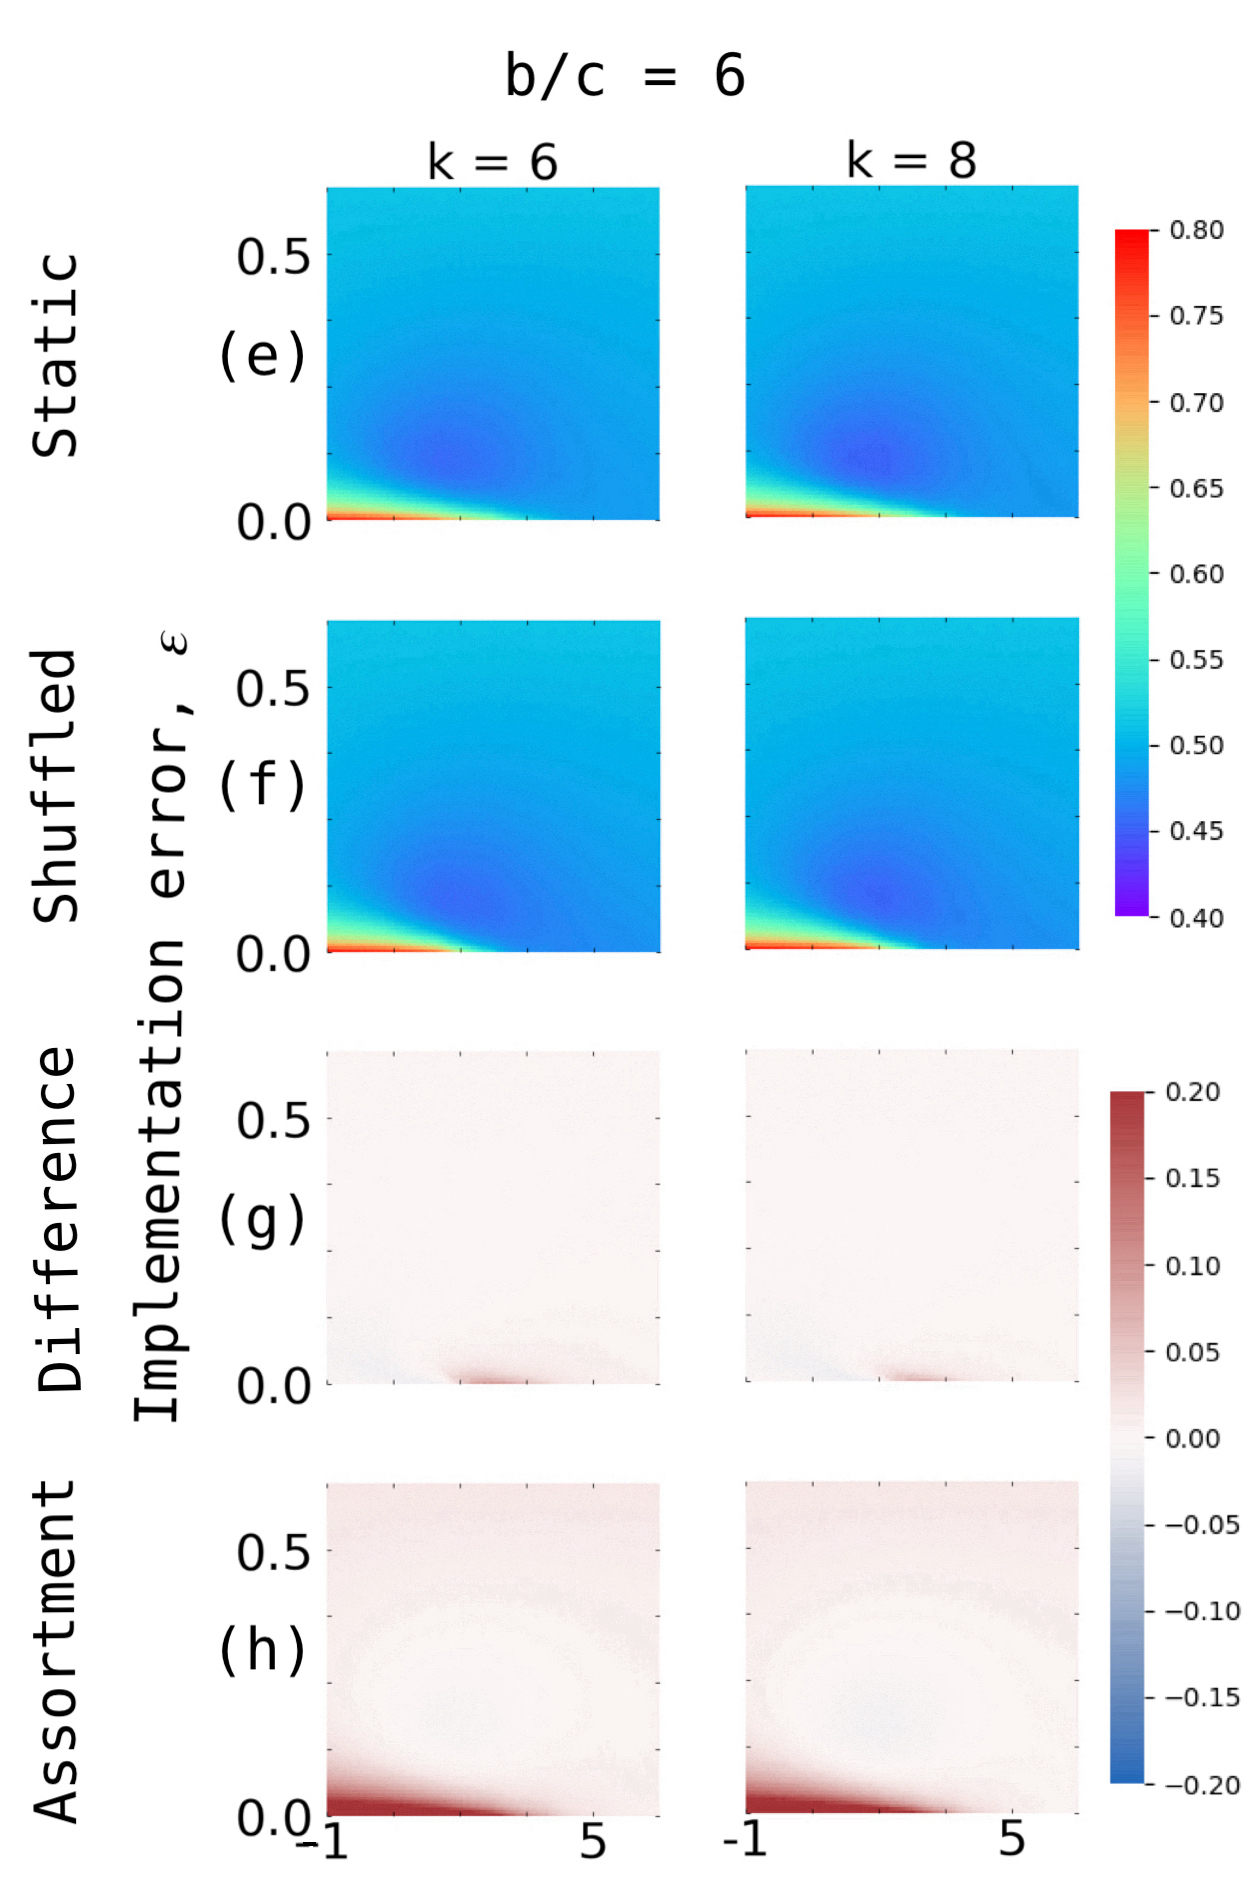 b/c = 6
k = 6
k = 8
Static
(e)
0.5
0.0
0.80
0.75
0.70
0.65
0.60
0.55
0.50
0.45
0.40
Implementation error, ε
Shuffled
(f)
0.5
0.0
Difference
(g)
0.5
0.0
0.20
0.15
0.10
0.05
0.00
−0.05
−0.10
−0.15
−0.20
Assortment
(h)
0.5
0.0
-1
5
-1
5